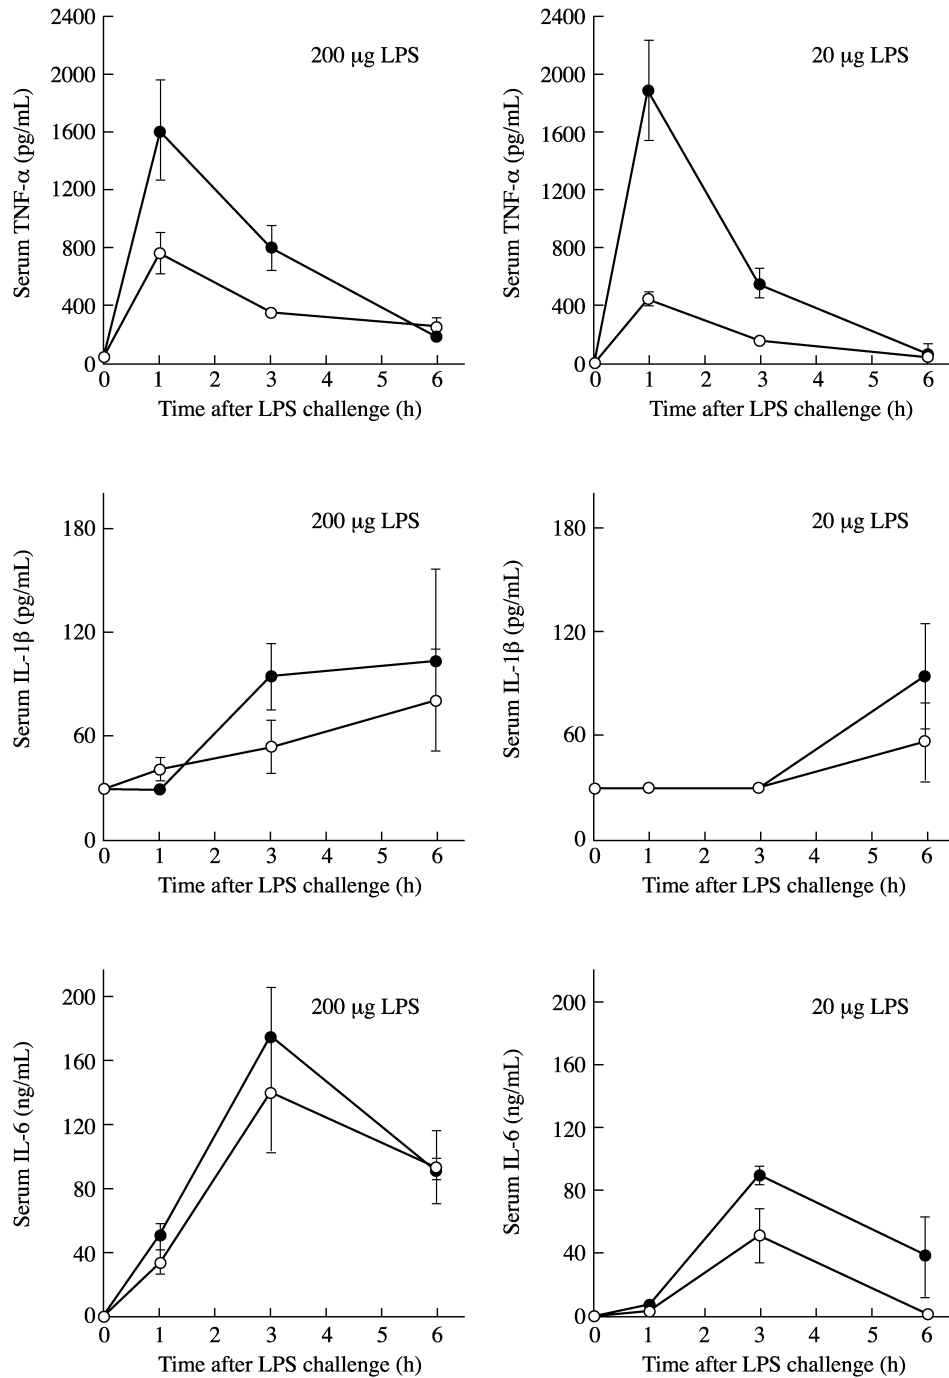 2400
2000
1600
1200
800
400
0
Serum TNF-α (pg/mL)
200 μg LPS
0 1 2 3 4 5 6
Time after LPS challenge (h)
2400
2000
1600
1200
800
400
0
Serum TNF-α (pg/mL)
20 μg LPS
0 1 2 3 4 5 6
Time after LPS challenge (h)
180
120
60
0
Serum IL-1β (pg/mL)
200 μg LPS
0 1 2 3 4 5 6
Time after LPS challenge (h)
180
120
60
0
Serum IL-1β (pg/mL)
20 μg LPS
0 1 2 3 4 5 6
Time after LPS challenge (h)
200
160
120
80
40
0
Serum IL-6 (ng/mL)
200 μg LPS
0 1 2 3 4 5 6
Time after LPS challenge (h)
200
160
120
80
40
0
Serum IL-6 (ng/mL)
20 μg LPS
0 1 2 3 4 5 6
Time after LPS challenge (h)